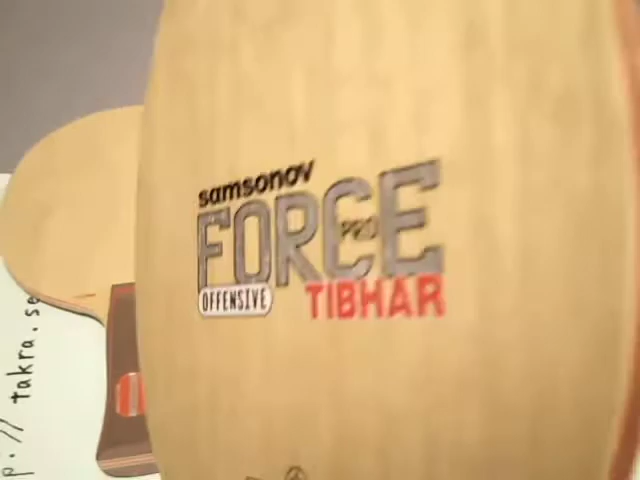 samsonov
FORCE
PRO
OFFENSIVE
TIBHAR
p.// takra.se